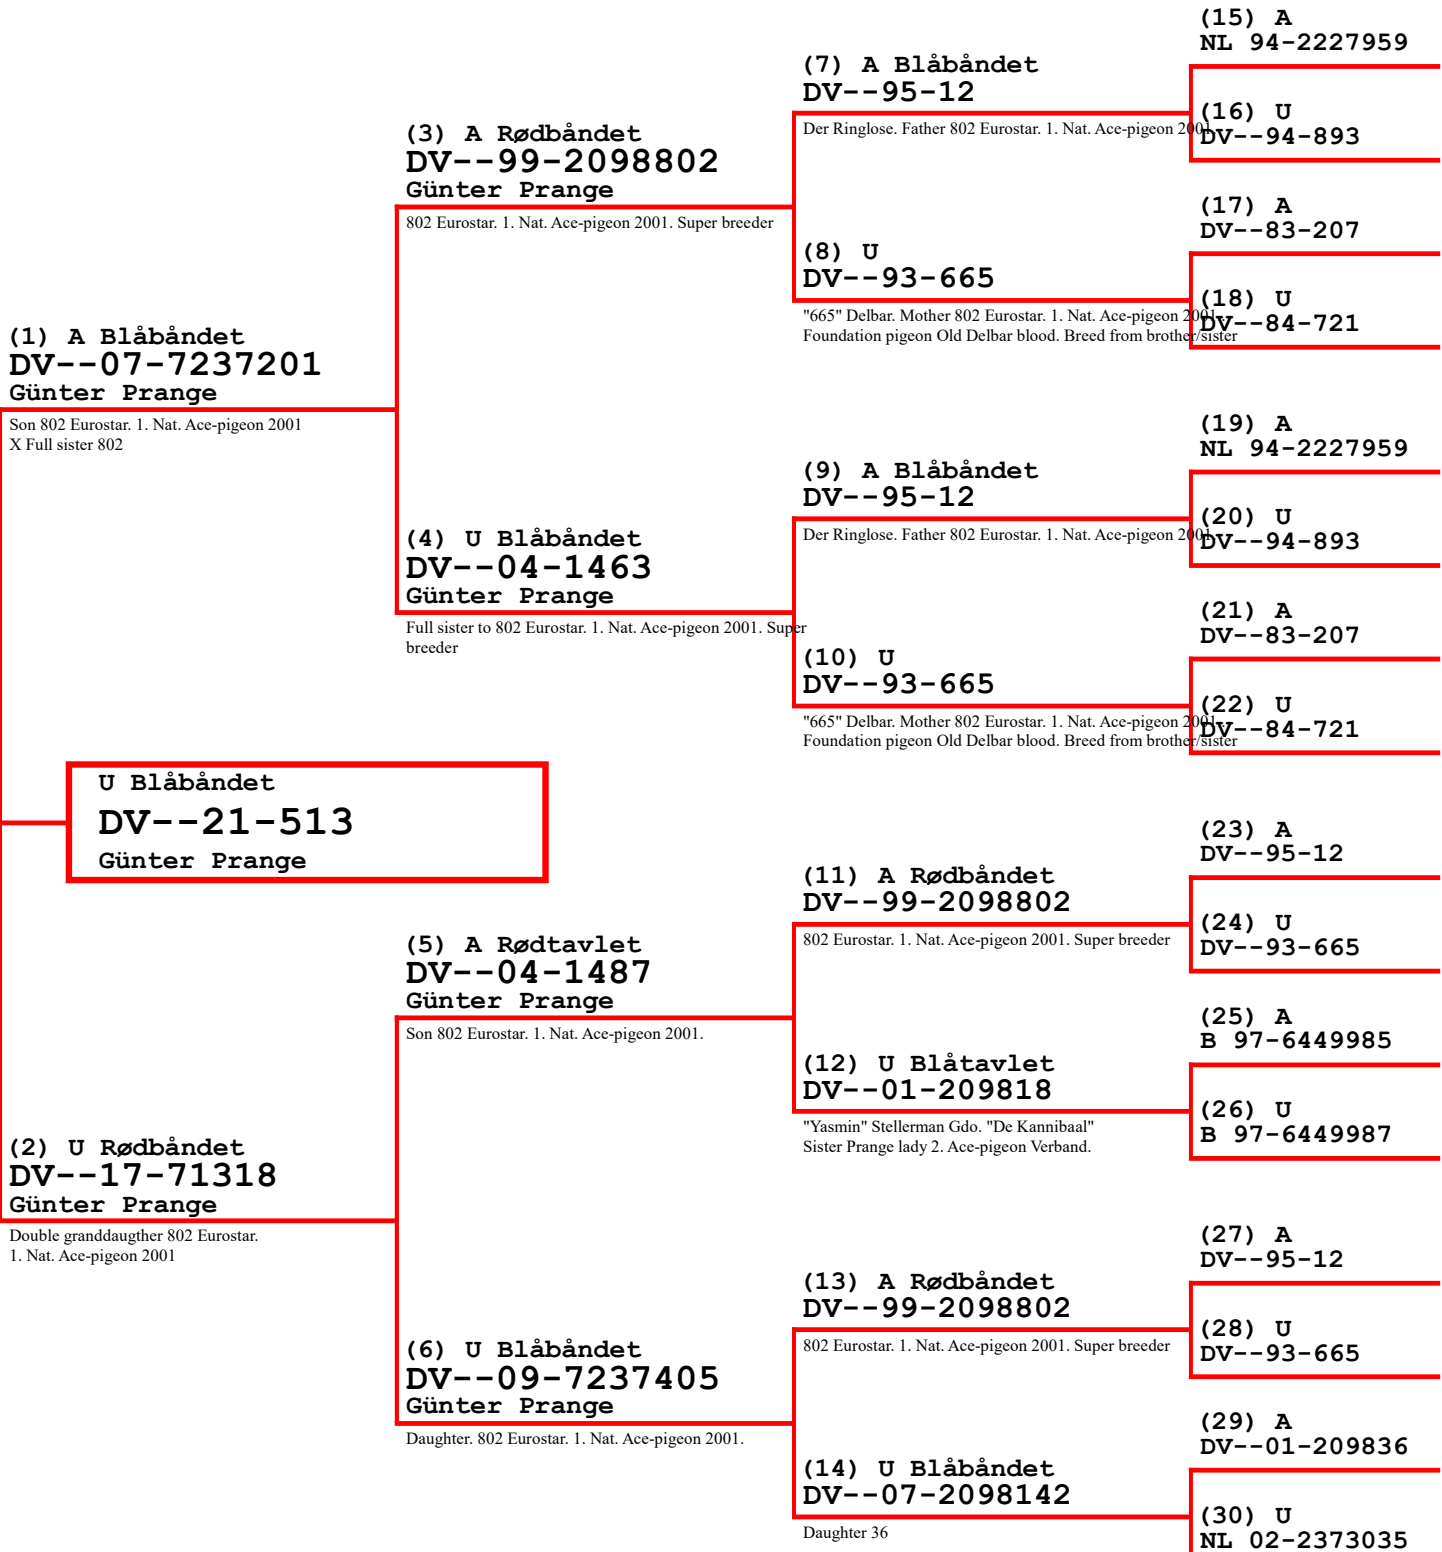 (1) A Blåbåndet
DV--07-7237201
Günter Prange
Son 802 Eurostar. 1. Nat. Ace-pigeon 2001
X Full sister 802
U Blåbåndet
DV--21-513
Günter Prange
(2) U Rødbåndet
DV--17-71318
Günter Prange
Double granddaugther 802 Eurostar.
1. Nat. Ace-pigeon 2001
(3) A Rødbåndet
DV--99-2098802
Günter Prange
802 Eurostar. 1. Nat. Ace-pigeon 2001. Super breeder
(4) U Blåbåndet
DV--04-1463
Günter Prange
Full sister to 802 Eurostar. 1. Nat. Ace-pigeon 2001. Super
breeder
(5) A Rødtavlet
DV--04-1487
Günter Prange
Son 802 Eurostar. 1. Nat. Ace-pigeon 2001.
(6) U Blåbåndet
DV--09-7237405
Günter Prange
Daughter. 802 Eurostar. 1. Nat. Ace-pigeon 2001.
(7) A Blåbåndet
DV--95-12
Der Ringlose. Father 802 Eurostar. 1. Nat. Ace-pigeon 2001.
(8) U
DV--93-665
"665" Delbar. Mother 802 Eurostar. 1. Nat. Ace-pigeon 2001.
Foundation pigeon Old Delbar blood. Breed from brother/sister
(9) A Blåbåndet
DV--95-12
Der Ringlose. Father 802 Eurostar. 1. Nat. Ace-pigeon 2001.
(10) U
DV--93-665
"665" Delbar. Mother 802 Eurostar. 1. Nat. Ace-pigeon 2001.
Foundation pigeon Old Delbar blood. Breed from brother/sister
(11) A Rødbåndet
DV--99-2098802
802 Eurostar. 1. Nat. Ace-pigeon 2001. Super breeder
(12) U Blåtavlet
DV--01-209818
"Yasmin" Stellerman Gdo. "De Kannibaal"
Sister Prange lady 2. Ace-pigeon Verband.
(13) A Rødbåndet
DV--99-2098802
802 Eurostar. 1. Nat. Ace-pigeon 2001. Super breeder
(14) U Blåbåndet
DV--07-2098142
Daughter 36
(15) A
NL 94-2227959
(16) U
DV--94-893
(17) A
DV--83-207
(18) U
DV--84-721
(19) A
NL 94-2227959
(20) U
DV--94-893
(21) A
DV--83-207
(22) U
DV--84-721
(23) A
DV--95-12
(24) U
DV--93-665
(25) A
B 97-6449985
(26) U
B 97-6449987
(27) A
DV--95-12
(28) U
DV--93-665
(29) A
DV--01-209836
(30) U
NL 02-2373035